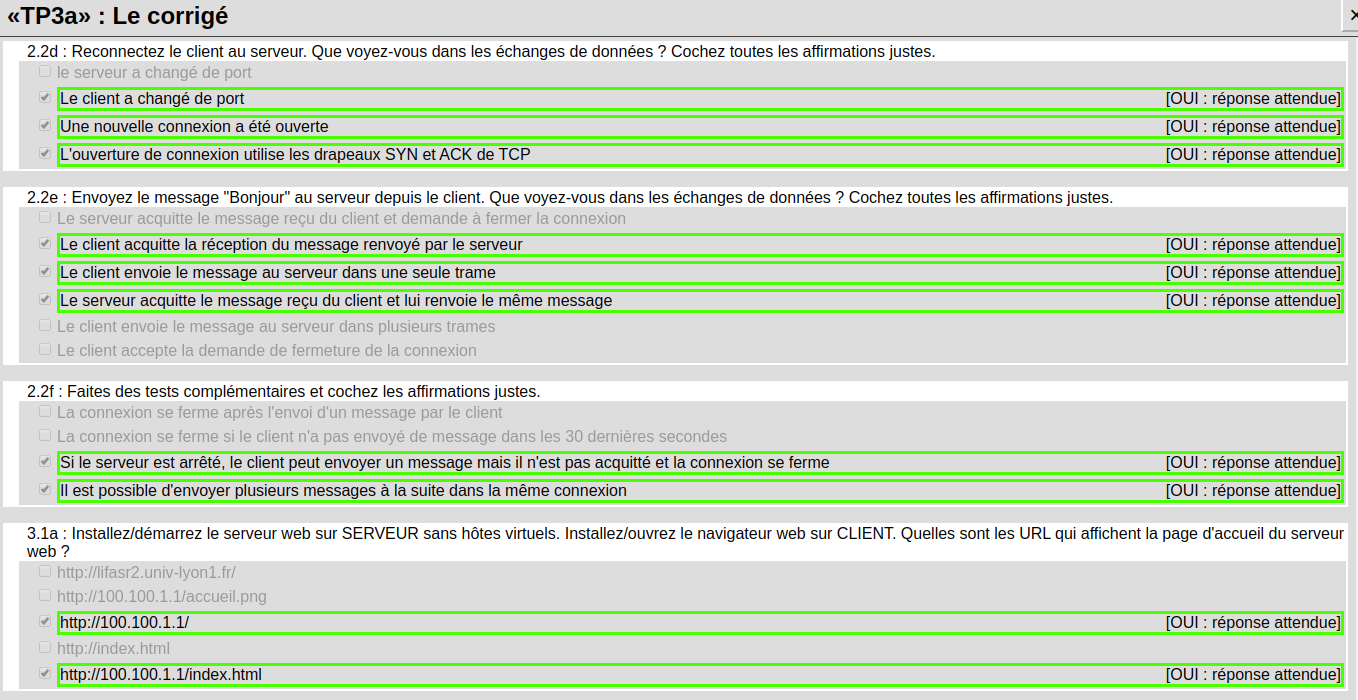 «TP3a» : Le corrigé
2.2d : Reconnectez le client au serveur. Que voyez-vous dans les échanges de données ? Cochez toutes les affirmations justes.
le serveur a changé de port
Le client a changé de port [OUI : réponse attendue]
Une nouvelle connexion a été ouverte [OUI : réponse attendue]
L'ouverture de connexion utilise les drapeaux SYN et ACK de TCP [OUI : réponse attendue]
2.2e : Envoyez le message "Bonjour" au serveur depuis le client. Que voyez-vous dans les échanges de données ? Cochez toutes les affirmations justes.
Le serveur acquitte le message reçu du client et demande à fermer la connexion
Le client acquitte la réception du message renvoyé par le serveur [OUI : réponse attendue]
Le client envoie le message au serveur dans une seule trame [OUI : réponse attendue]
Le serveur acquitte le message reçu du client et lui renvoie le même message [OUI : réponse attendue]
Le client envoie le message au serveur dans plusieurs trames
Le client accepte la demande de fermeture de la connexion
2.2f : Faites des tests complémentaires et cochez les affirmations justes.
La connexion se ferme après l'envoi d'un message par le client
La connexion se ferme si le client n'a pas envoyé de message dans les 30 dernières secondes
Si le serveur est arrêté, le client peut envoyer un message mais il n'est pas acquitté et la connexion se ferme [OUI : réponse attendue]
Il est possible d'envoyer plusieurs messages à la suite dans la même connexion [OUI : réponse attendue]
3.1a : Installez/démarrez le serveur web sur SERVEUR sans hôtes virtuels. Installez/ouvrez le navigateur web sur CLIENT. Quelles sont les URL qui affichent la page d'accueil du serveur
web ?
http://lifasr2.univ-lyon1.fr/
http://100.100.1.1/accueil.png
http://100.100.1.1/ [OUI : réponse attendue]
http://index.html
http://100.100.1.1/index.html [OUI : réponse attendue]